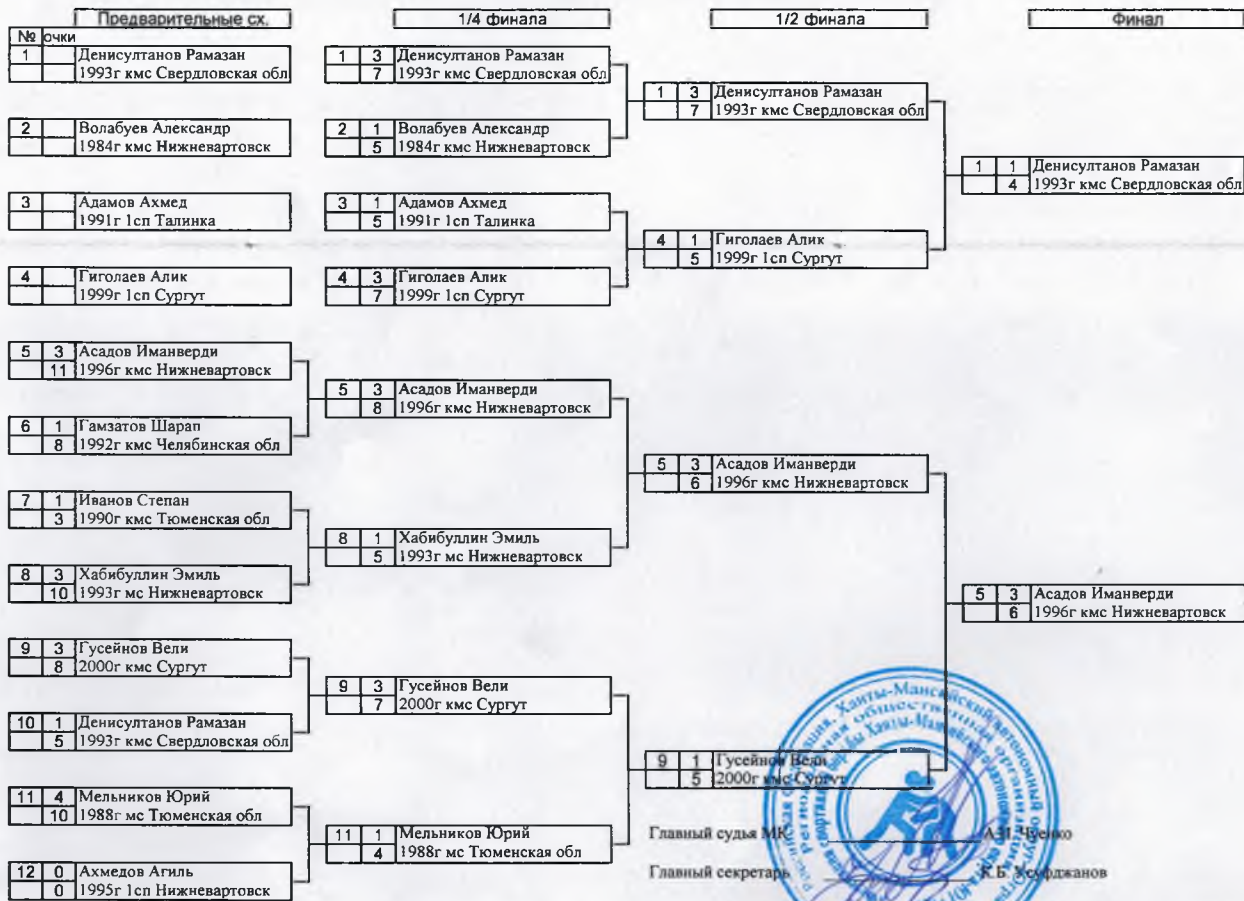 Предварительные сх.
1/4 финала
1/2 финала
Финал
№ очки
1 Денисултанов Рамазан
1993г кмс Свердловская обл
2 Волабуев Александр
1984г кмс Нижневартовск
3 Адамов Ахмед
1991г 1сп Талинка
4 Гиголаев Алик
1999г 1сп Сургут
5 3 Асадов Иманверди
11 1996г кмс Нижневартовск
6 1 Гамзатов Шарап
8 1992г кмс Челябинская обл
7 1 Иванов Степан
3 1990г кмс Тюменская обл
8 3 Хабибуллин Эмиль
10 1993г мс Нижневартовск
9 3 Гусейнов Вели
8 2000г кмс Сургут
10 1 Денисултанов Рамазан
5 1993г кмс Свердловская обл
11 4 Мельников Юрий
10 1988г мс Тюменская обл
12 0 Ахмедов Агиль
0 1995г 1сп Нижневартовск
1 3 Денисултанов Рамазан
7 1993г кмс Свердловская обл
2 1 Волабуев Александр
5 1984г кмс Нижневартовск
3 1 Адамов Ахмед
5 1991г 1сп Талинка
4 3 Гиголаев Алик
7 1999г 1сп Сургут
5 3 Асадов Иманверди
8 1996г кмс Нижневартовск
8 1 Хабибуллин Эмиль
5 1993г мс Нижневартовск
9 3 Гусейнов Вели
7 2000г кмс Сургут
11 1 Мельников Юрий
4 1988г мс Тюменская обл
1 3 Денисултанов Рамазан
7 1993г кмс Свердловская обл
4 1 Гиголаев Алик
5 1999г 1сп Сургут
5 3 Асадов Иманверди
6 1996г кмс Нижневартовск
9 1 Гусейнов Вели
5 2000г кмс Сургут
1 1 Денисултанов Рамазан
4 1993г кмс Свердловская обл
5 3 Асадов Иманверди
6 1996г кмс Нижневартовск
Главный судья МК А.Н. Чуенко
Главный секретарь К.Б. Усуфджанов
Ханты-Мансийский автономный округ